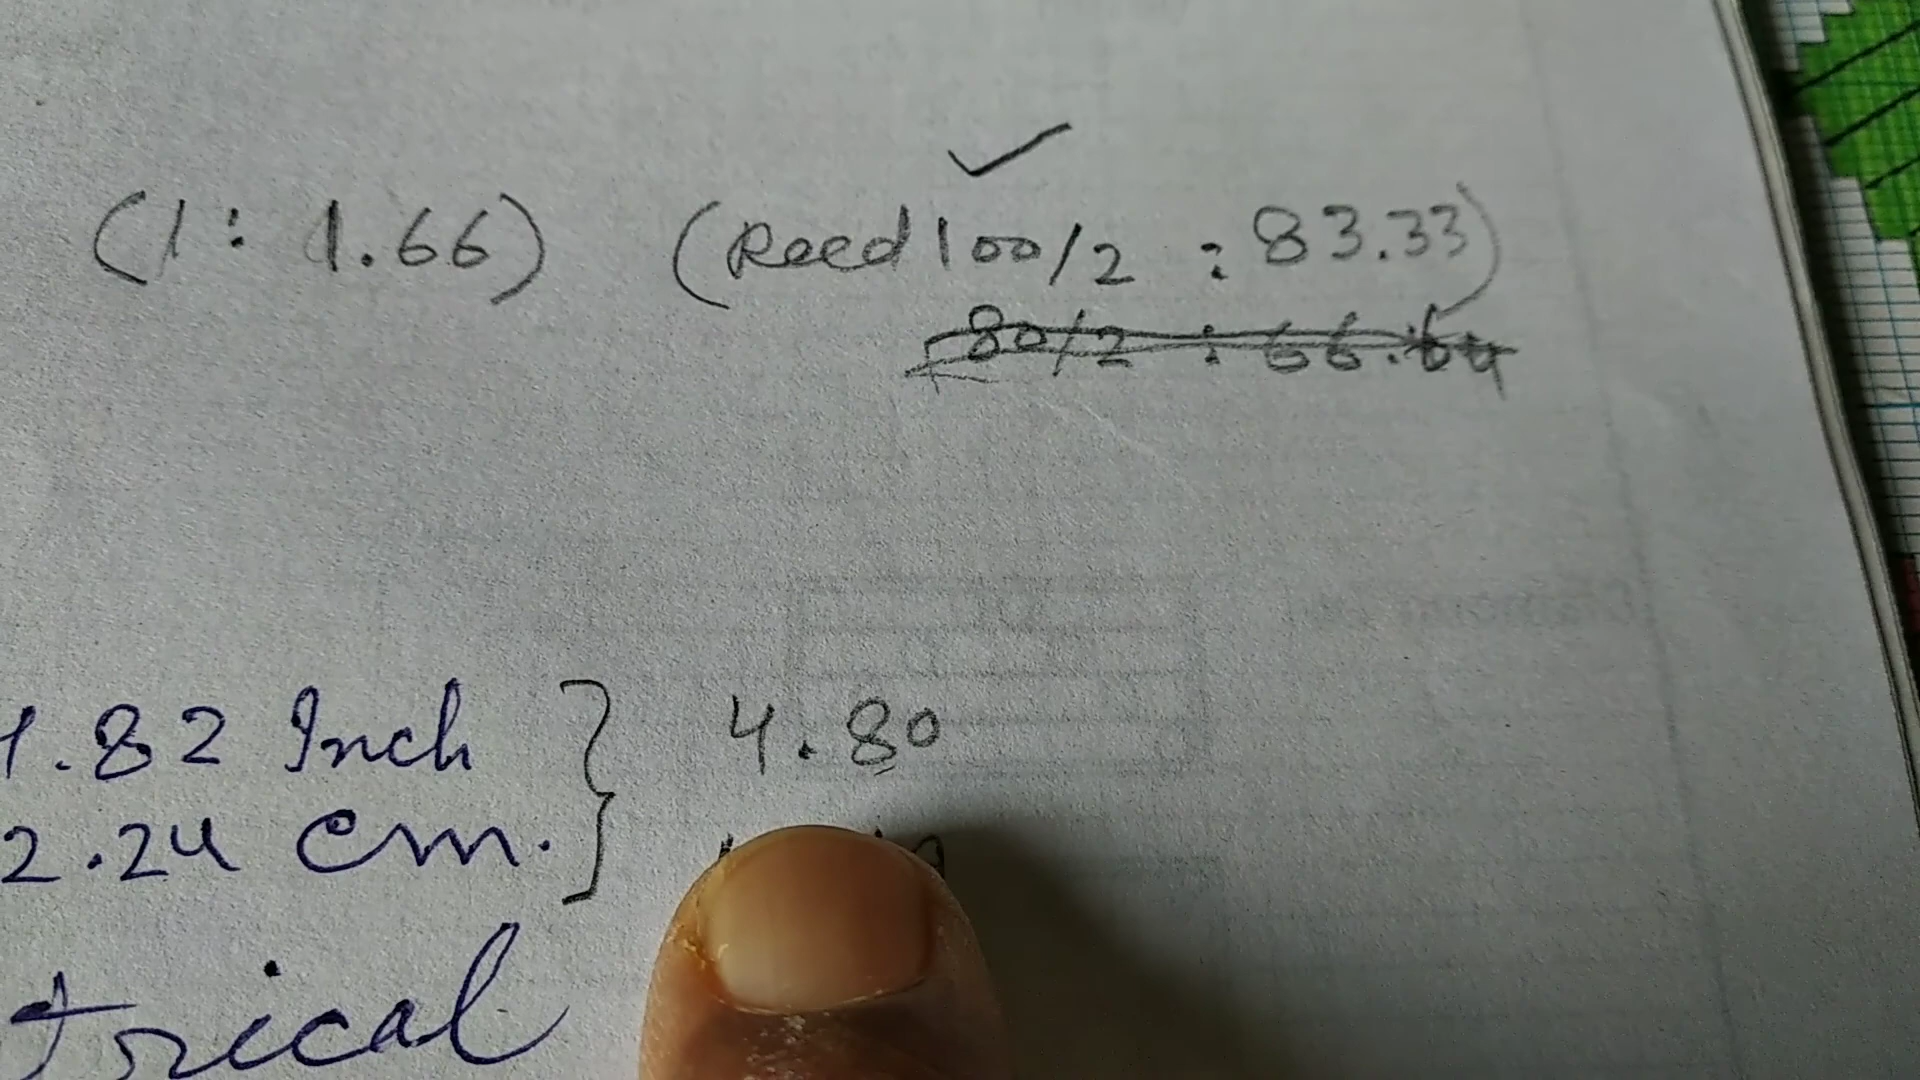 ✓
(1: 1.66) (Reed 100/2 : 83.33)
80/2 : 66.64
.82 Inch } 4.80
2.24 cm.
trical